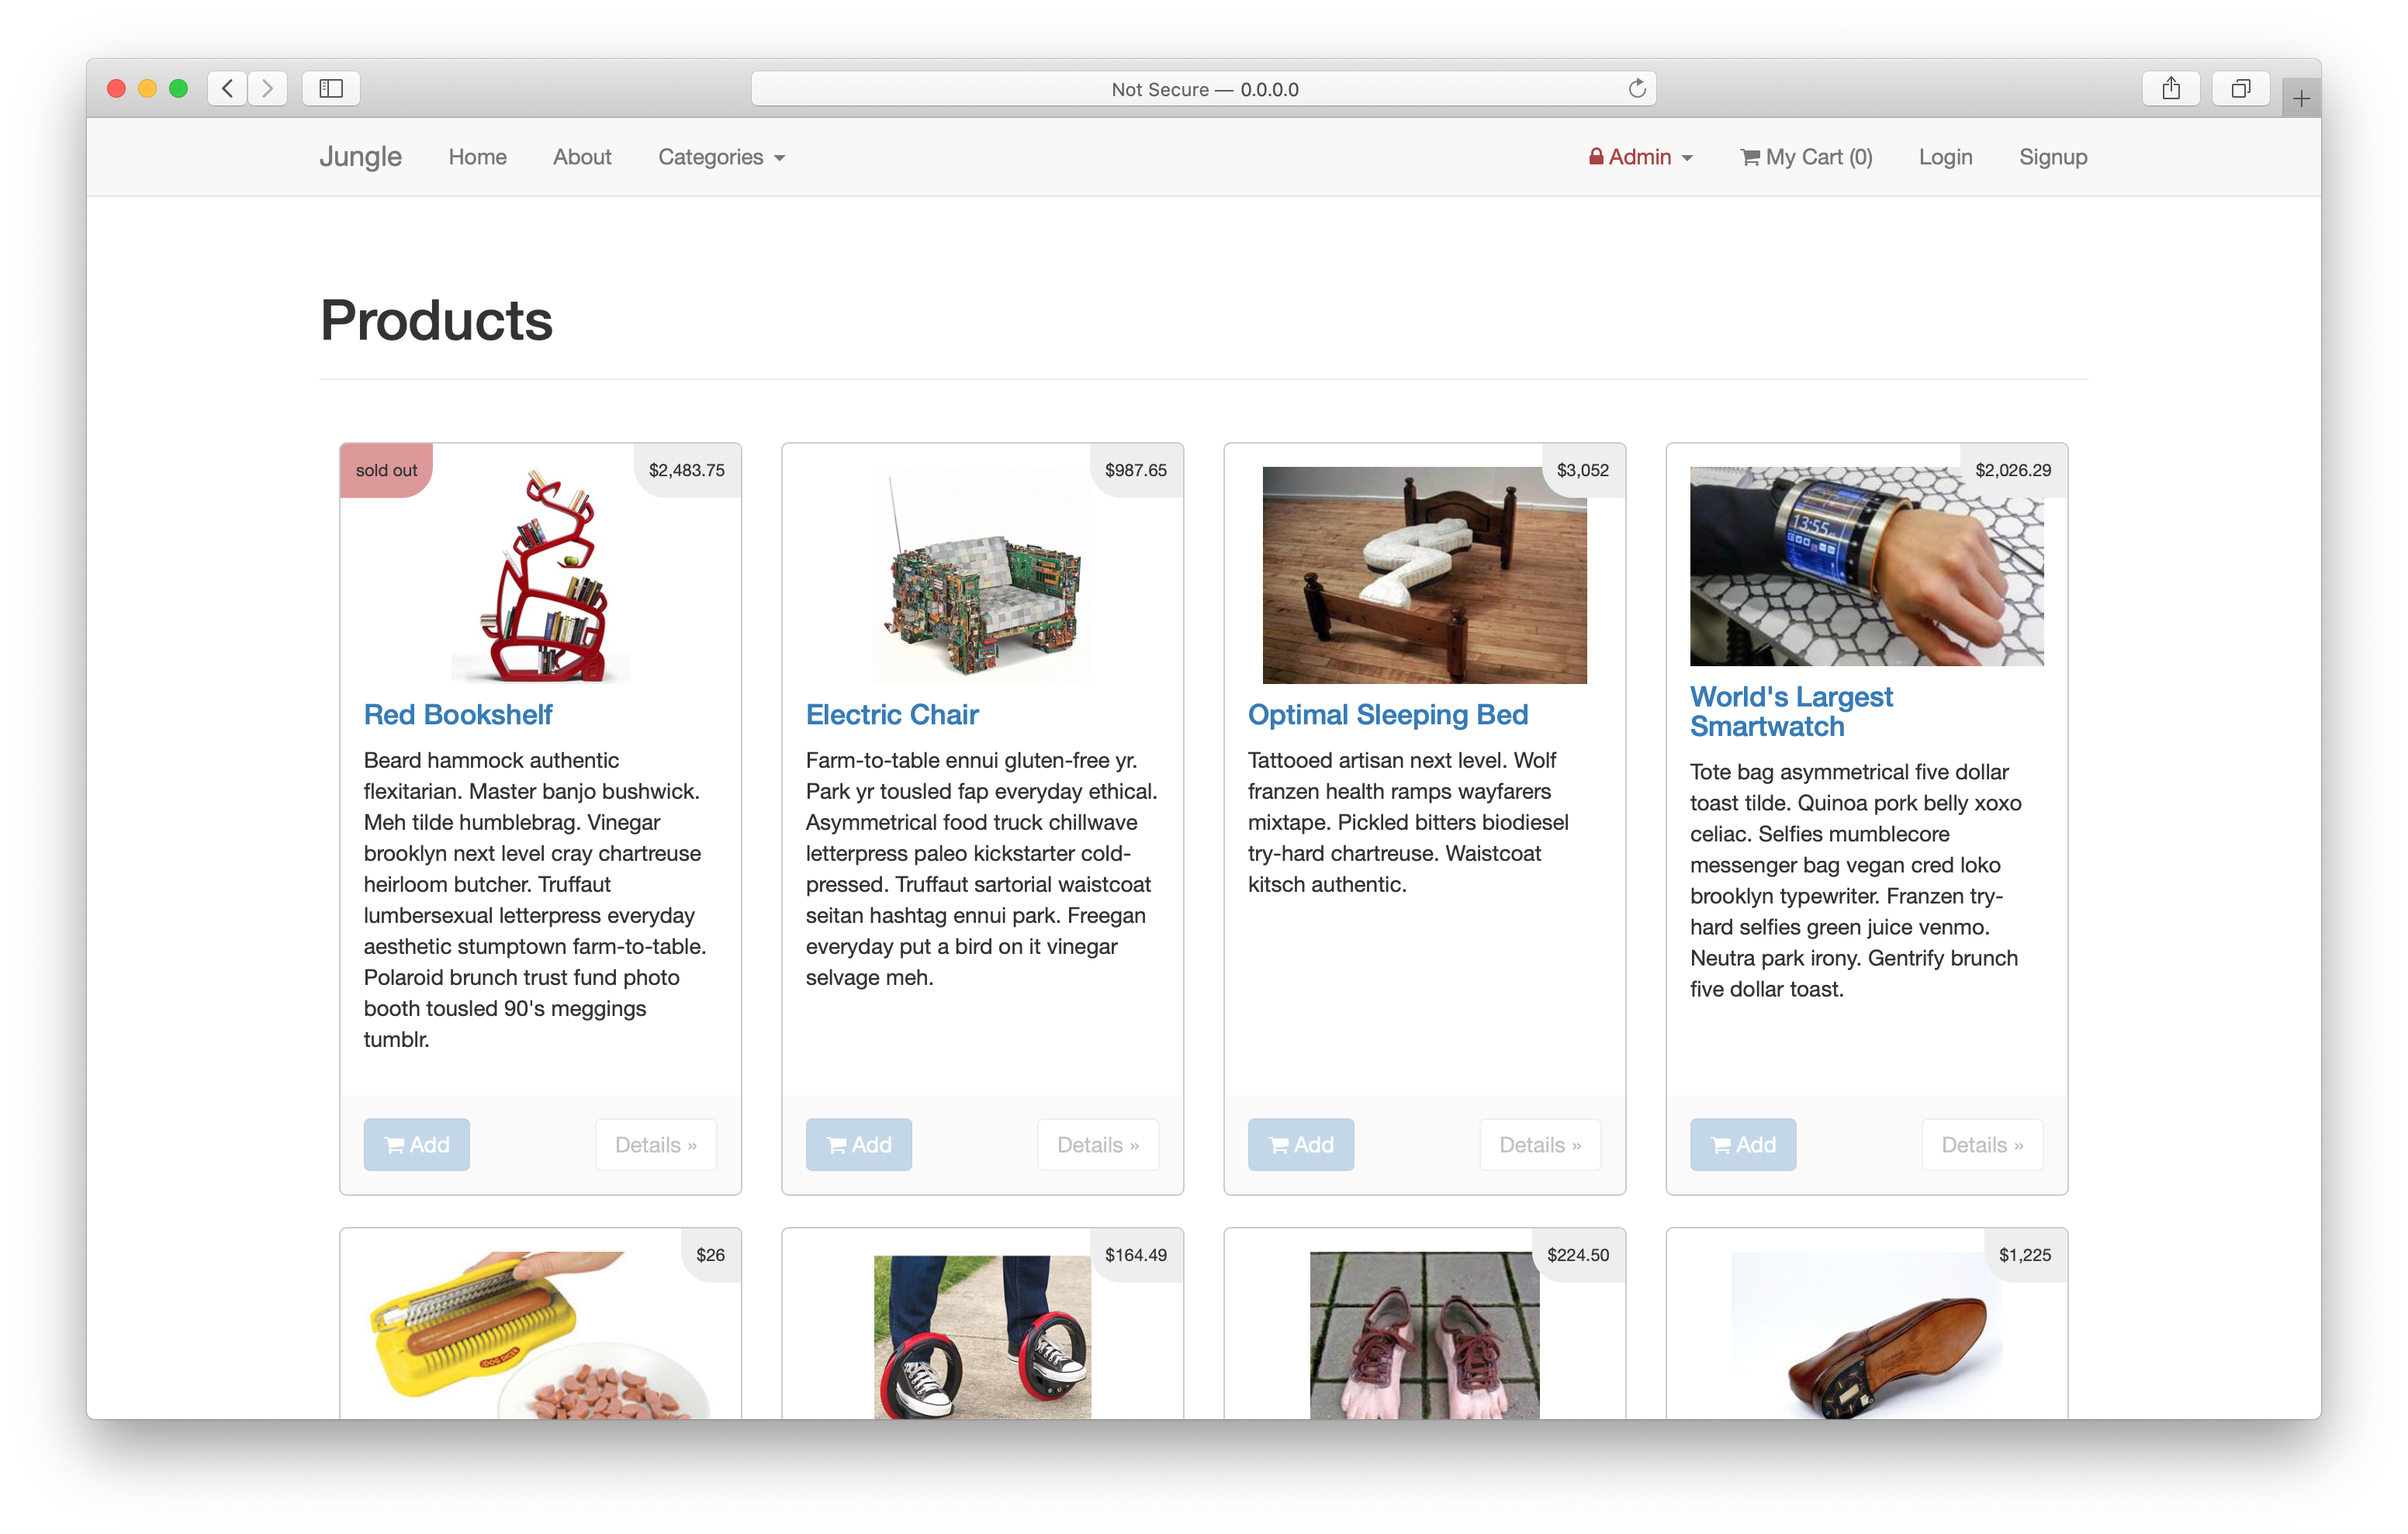 Not Secure — 0.0.0.0
Jungle Home About Categories Admin My Cart (0) Login Signup
Products
sold out
$2,483.75
Red Bookshelf
Beard hammock authentic
flexitarian. Master banjo bushwick.
Meh tilde humblebrag. Vinegar
brooklyn next level cray chartreuse
heirloom butcher. Truffaut
lumbersexual letterpress everyday
aesthetic stumptown farm-to-table.
Polaroid brunch trust fund photo
booth tousled 90's meggings
tumblr.
Add
Details »
$987.65
Electric Chair
Farm-to-table ennui gluten-free yr.
Park yr tousled fap everyday ethical.
Asymmetrical food truck chillwave
letterpress paleo kickstarter cold-
pressed. Truffaut sartorial waistcoat
seitan hashtag ennui park. Freegan
everyday put a bird on it vinegar
selvage meh.
Add
Details »
$3,052
Optimal Sleeping Bed
Tattooed artisan next level. Wolf
franzen health ramps wayfarers
mixtape. Pickled bitters biodiesel
try-hard chartreuse. Waistcoat
kitsch authentic.
Add
Details »
$2,026.29
13:55
World's Largest
Smartwatch
Tote bag asymmetrical five dollar
toast tilde. Quinoa pork belly xoxo
celiac. Selfies mumblecore
messenger bag vegan cred loko
brooklyn typewriter. Franzen try-
hard selfies green juice venmo.
Neutra park irony. Gentrify brunch
five dollar toast.
Add
Details »
$26
$164.49
$224.50
$1,225